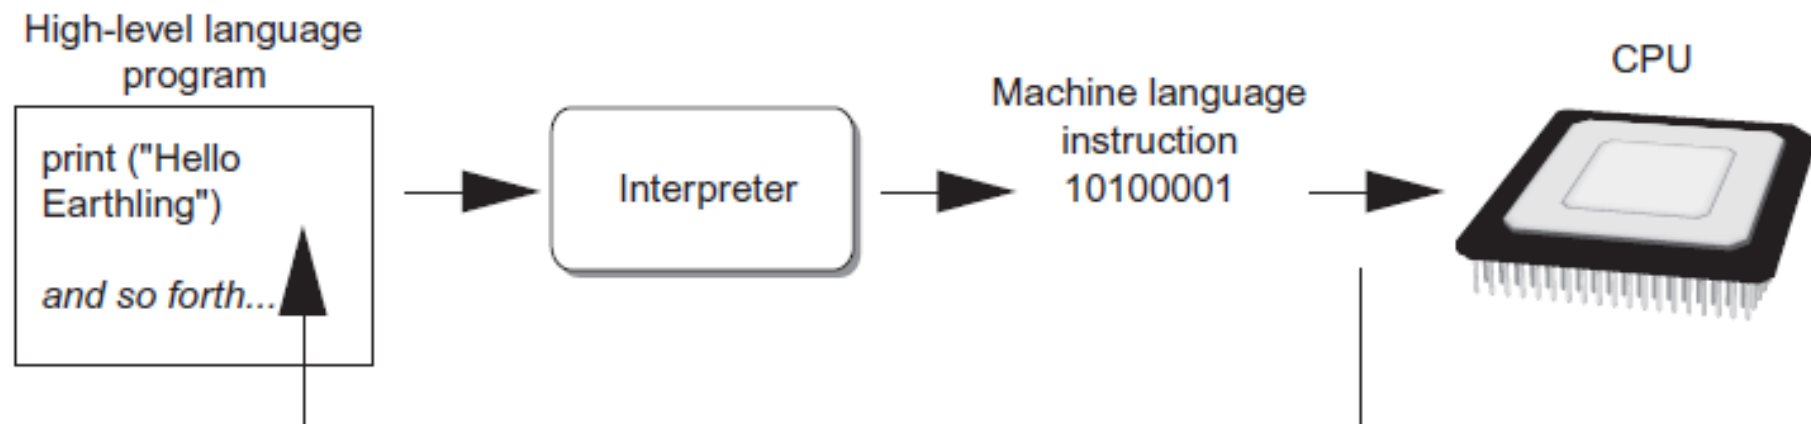 High-level language
program
print ("Hello
Earthling")
and so forth...
Interpreter
Machine language
instruction
10100001
CPU